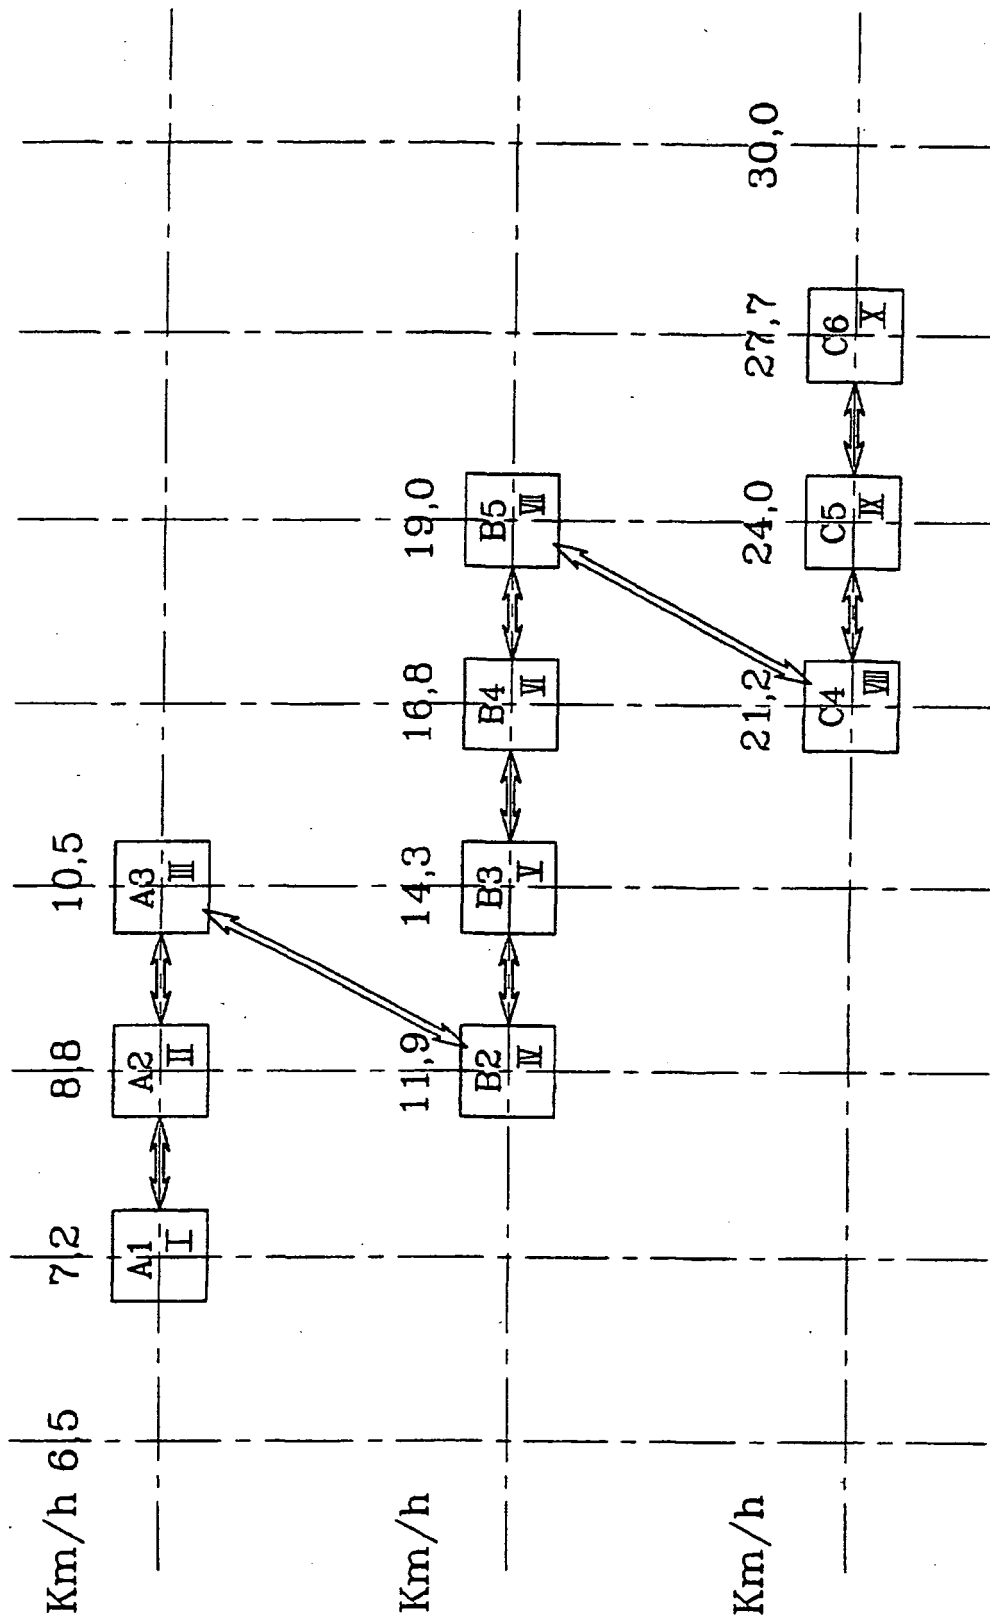 Km/h 6,5 7,2 8,8 10,5
A1 A2 A3
I II III
Km/h 11,9 14,3 16,8 19,0
B2 B3 B4 B5
IV V VI VII
Km/h 21,2 24,0 27,7 30,0
C4 C5 C6
VIII IX X